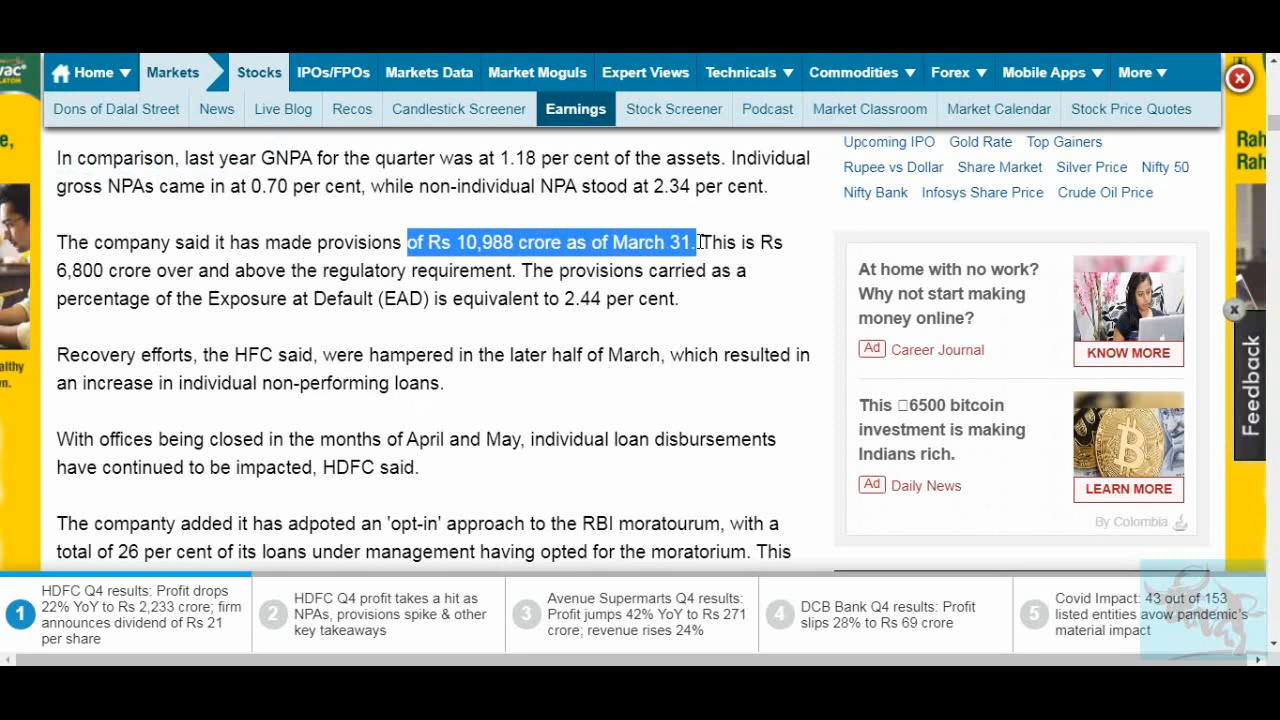 vac®
LATOM
Home ▼ Markets Stocks IPOs/FPOs Markets Data Market Moguls Expert Views Technicals ▼ Commodities ▼ Forex ▼ Mobile Apps ▼ More ▼
Dons of Dalal Street News Live Blog Recos Candlestick Screener Earnings Stock Screener Podcast Market Classroom Market Calendar Stock Price Quotes
In comparison, last year GNPA for the quarter was at 1.18 per cent of the assets. Individual
gross NPAs came in at 0.70 per cent, while non-individual NPA stood at 2.34 per cent.
The company said it has made provisions of Rs 10,988 crore as of March 31. This is Rs
6,800 crore over and above the regulatory requirement. The provisions carried as a
percentage of the Exposure at Default (EAD) is equivalent to 2.44 per cent.
Recovery efforts, the HFC said, were hampered in the later half of March, which resulted in
an increase in individual non-performing loans.
With offices being closed in the months of April and May, individual loan disbursements
have continued to be impacted, HDFC said.
The companty added it has adpoted an 'opt-in' approach to the RBI moratourum, with a
total of 26 per cent of its loans under management having opted for the moratorium. This
Upcoming IPO Gold Rate Top Gainers
Rupee vs Dollar Share Market Silver Price Nifty 50
Nifty Bank Infosys Share Price Crude Oil Price
At home with no work?
Why not start making
money online?
Ad Career Journal
KNOW MORE
This 6500 bitcoin
investment is making
Indians rich.
Ad Daily News
LEARN MORE
By Colombia
Rah
Rah
Feedback
e,
althy
n.
1 HDFC Q4 results: Profit drops
22% YoY to Rs 2,233 crore; firm
announces dividend of Rs 21
per share
2 HDFC Q4 profit takes a hit as
NPAs, provisions spike & other
key takeaways
3 Avenue Supermarts Q4 results:
Profit jumps 42% YoY to Rs 271
crore; revenue rises 24%
4 DCB Bank Q4 results: Profit
slips 28% to Rs 69 crore
5 Covid Impact: 43 out of 153
listed entities avow pandemic's
material impact